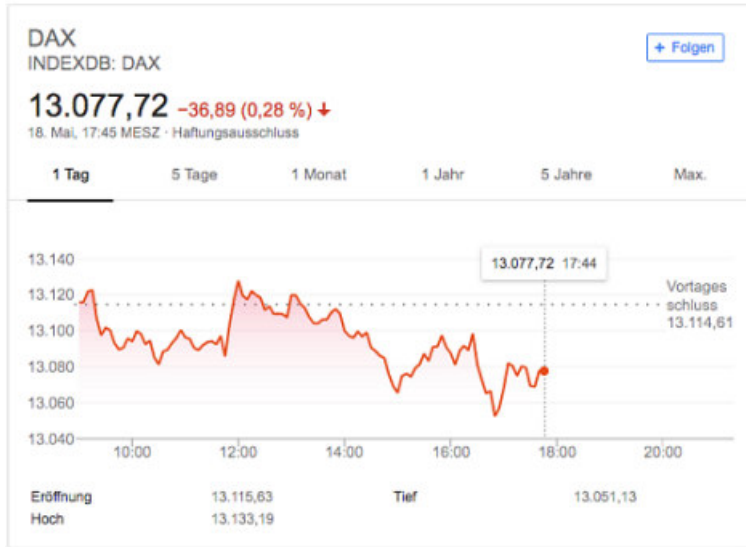 DAX
+ Folgen
INDEXDB: DAX
13.077,72 −36,89 (0,28 %) ↓
18. Mai, 17:45 MESZ · Haftungsausschluss
1 Tag 5 Tage 1 Monat 1 Jahr 5 Jahre Max.
13.140
13.120
13.100
13.080
13.060
13.040
13.077,72 17:44
Vortages
schluss
13.114,61
10:00 12:00 14:00 16:00 18:00 20:00
Eröffnung 13.115,63 Tief 13.051,13
Hoch 13.133,19